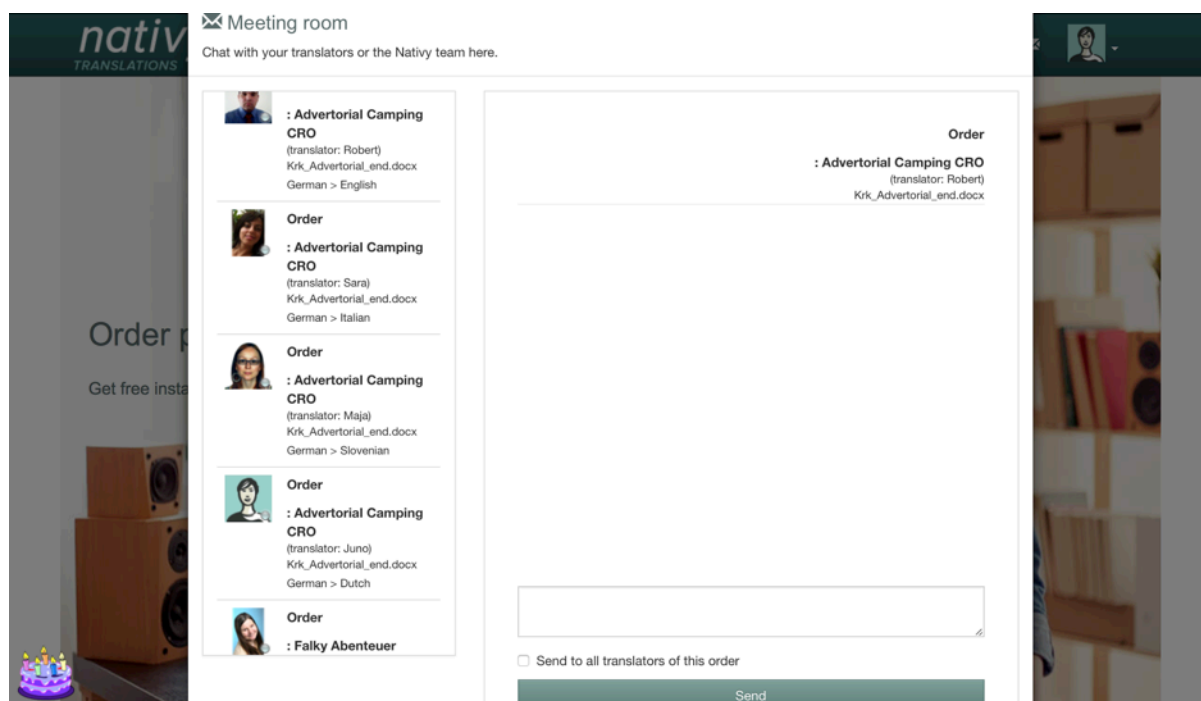 nativ
TRANSLATIONS
Meeting room
Chat with your translators or the Nativy team here.
: Advertorial Camping
CRO
(translator: Robert)
Krk_Advertorial_end.docx
German > English
Order
: Advertorial Camping
CRO
(translator: Sara)
Krk_Advertorial_end.docx
German > Italian
Order
: Advertorial Camping
CRO
(translator: Maja)
Krk_Advertorial_end.docx
German > Slovenian
Order
: Advertorial Camping
CRO
(translator: Juno)
Krk_Advertorial_end.docx
German > Dutch
Order
: Falky Abenteuer
Order
: Advertorial Camping CRO
(translator: Robert)
Krk_Advertorial_end.docx
Send to all translators of this order
Send
Order p
Get free insta